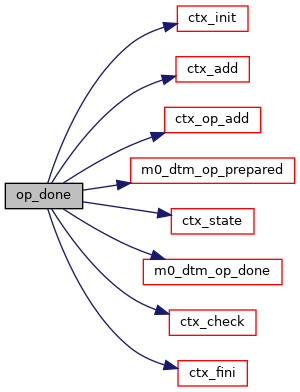 op_done
ctx_init
ctx_add
ctx_op_add
m0_dtm_op_prepared
ctx_state
m0_dtm_op_done
ctx_check
ctx_fini